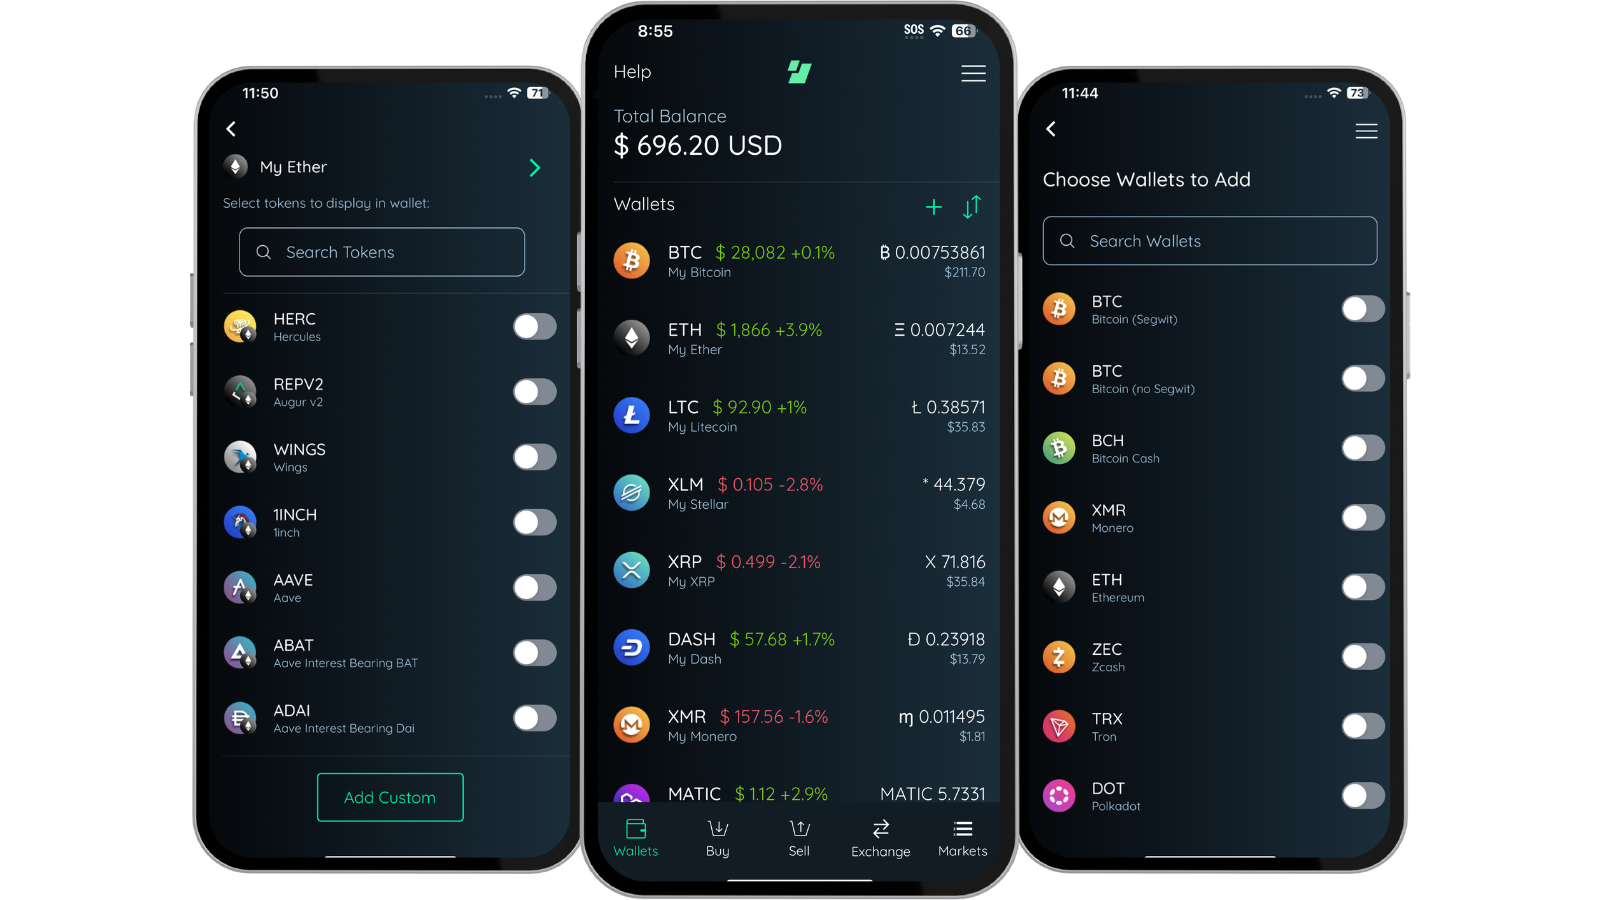 11:50
71
My Ether
Select tokens to display in wallet:
Search Tokens
HERC
Hercules
REPV2
Augur v2
WINGS
Wings
1INCH
1inch
AAVE
Aave
ABAT
Aave Interest Bearing BAT
ADAI
Aave Interest Bearing Dai
Add Custom
8:55
SOS 66
Help
Total Balance
$ 696.20 USD
Wallets
BTC $ 28,082 +0.1% ₿ 0.00753861
My Bitcoin $211.70
ETH $ 1,866 +3.9% Ξ 0.007244
My Ether $13.52
LTC $ 92.90 +1% Ł 0.38571
My Litecoin $35.83
XLM $ 0.105 -2.8% * 44.379
My Stellar $4.68
XRP $ 0.499 -2.1% X 71.816
My XRP $35.84
DASH $ 57.68 +1.7% Ð 0.23918
My Dash $13.79
XMR $ 157.56 -1.6% ɱ 0.011495
My Monero $1.81
MATIC $ 1.12 +2.9% MATIC 5.7331
Wallets Buy Sell Exchange Markets
11:44
73
Choose Wallets to Add
Search Wallets
BTC
Bitcoin (Segwit)
BTC
Bitcoin (no Segwit)
BCH
Bitcoin Cash
XMR
Monero
ETH
Ethereum
ZEC
Zcash
TRX
Tron
DOT
Polkadot